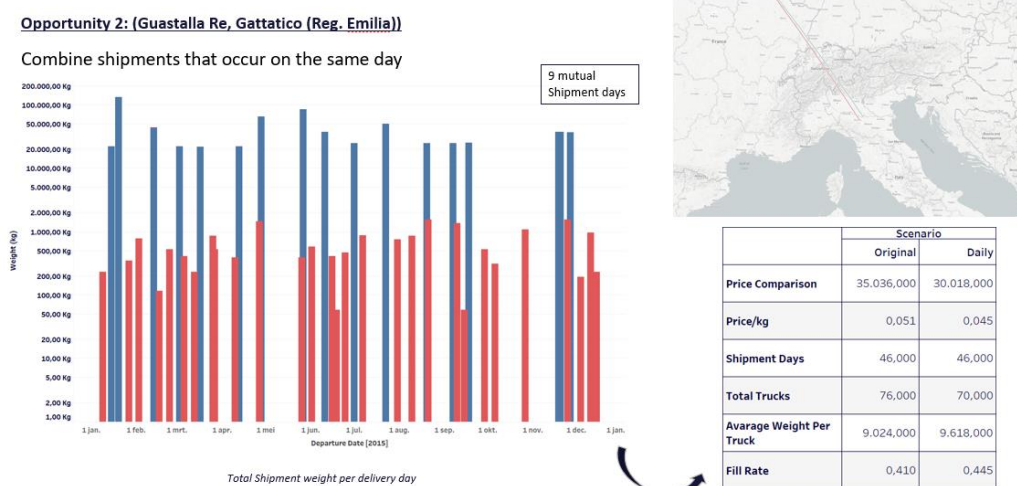 Opportunity 2: (Guastalla Re, Gattatico (Reg. Emilia))
Combine shipments that occur on the same day
9 mutual
Shipment days
200.000,00 Kg
100.000,00 Kg
50.000,00 Kg
20.000,00 Kg
10.000,00 Kg
5.000,00 Kg
2.000,00 Kg
1.000,00 Kg
500,00 Kg
200,00 Kg
100,00 Kg
50,00 Kg
20,00 Kg
10,00 Kg
5,00 Kg
2,00 Kg
1,00 Kg
Weight (kg)
1 jan. 1 feb. 1 mrt. 1 apr. 1 mei 1 jun. 1 jul. 1 aug. 1 sep. 1 okt. 1 nov. 1 dec. 1 jan.
Departure Date [2015]
Total Shipment weight per delivery day
France
Italy
Scenario
Original Daily
Price Comparison 35.036,000 30.018,000
Price/kg 0,051 0,045
Shipment Days 46,000 46,000
Total Trucks 76,000 70,000
Avarage Weight Per
Truck 9.024,000 9.618,000
Fill Rate 0,410 0,445